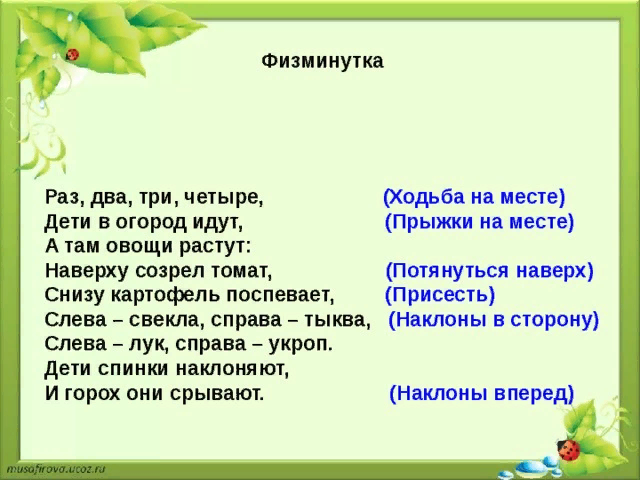 Физминутка
Раз, два, три, четыре, (Ходьба на месте)
Дети в огород идут, (Прыжки на месте)
А там овощи растут:
Наверху созрел томат, (Потянуться наверх)
Снизу картофель поспевает, (Присесть)
Слева – свекла, справа – тыква, (Наклоны в сторону)
Слева – лук, справа – укроп.
Дети спинки наклоняют,
И горох они срывают. (Наклоны вперед)
musafirova.ucoz.ru